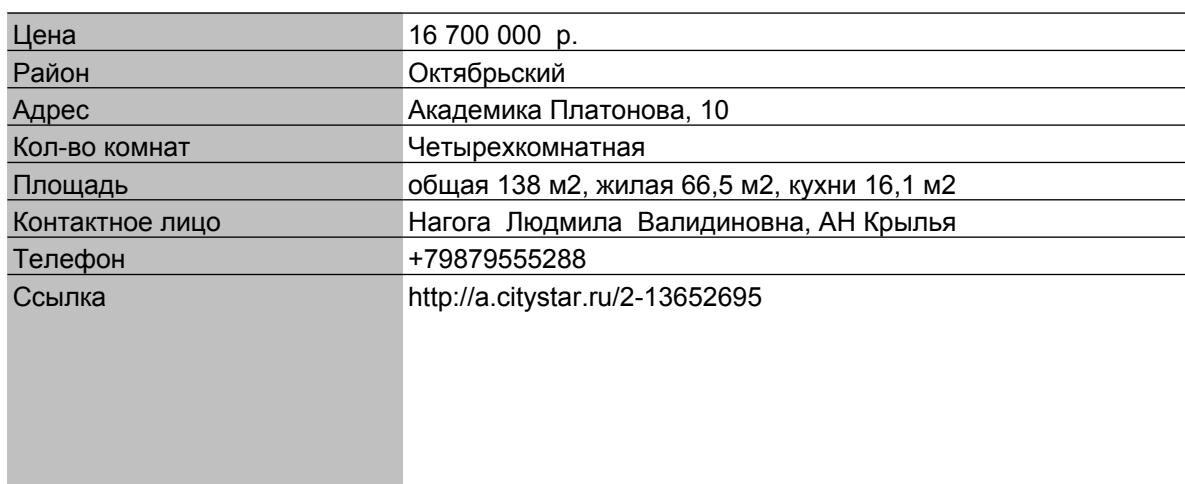 Цена 16 700 000 р.
Район Октябрьский
Адрес Академика Платонова, 10
Кол-во комнат Четырехкомнатная
Площадь общая 138 м2, жилая 66,5 м2, кухни 16,1 м2
Контактное лицо Нагога Людмила Валидиновна, АН Крылья
Телефон +79879555288
Ссылка http://a.citystar.ru/2-13652695